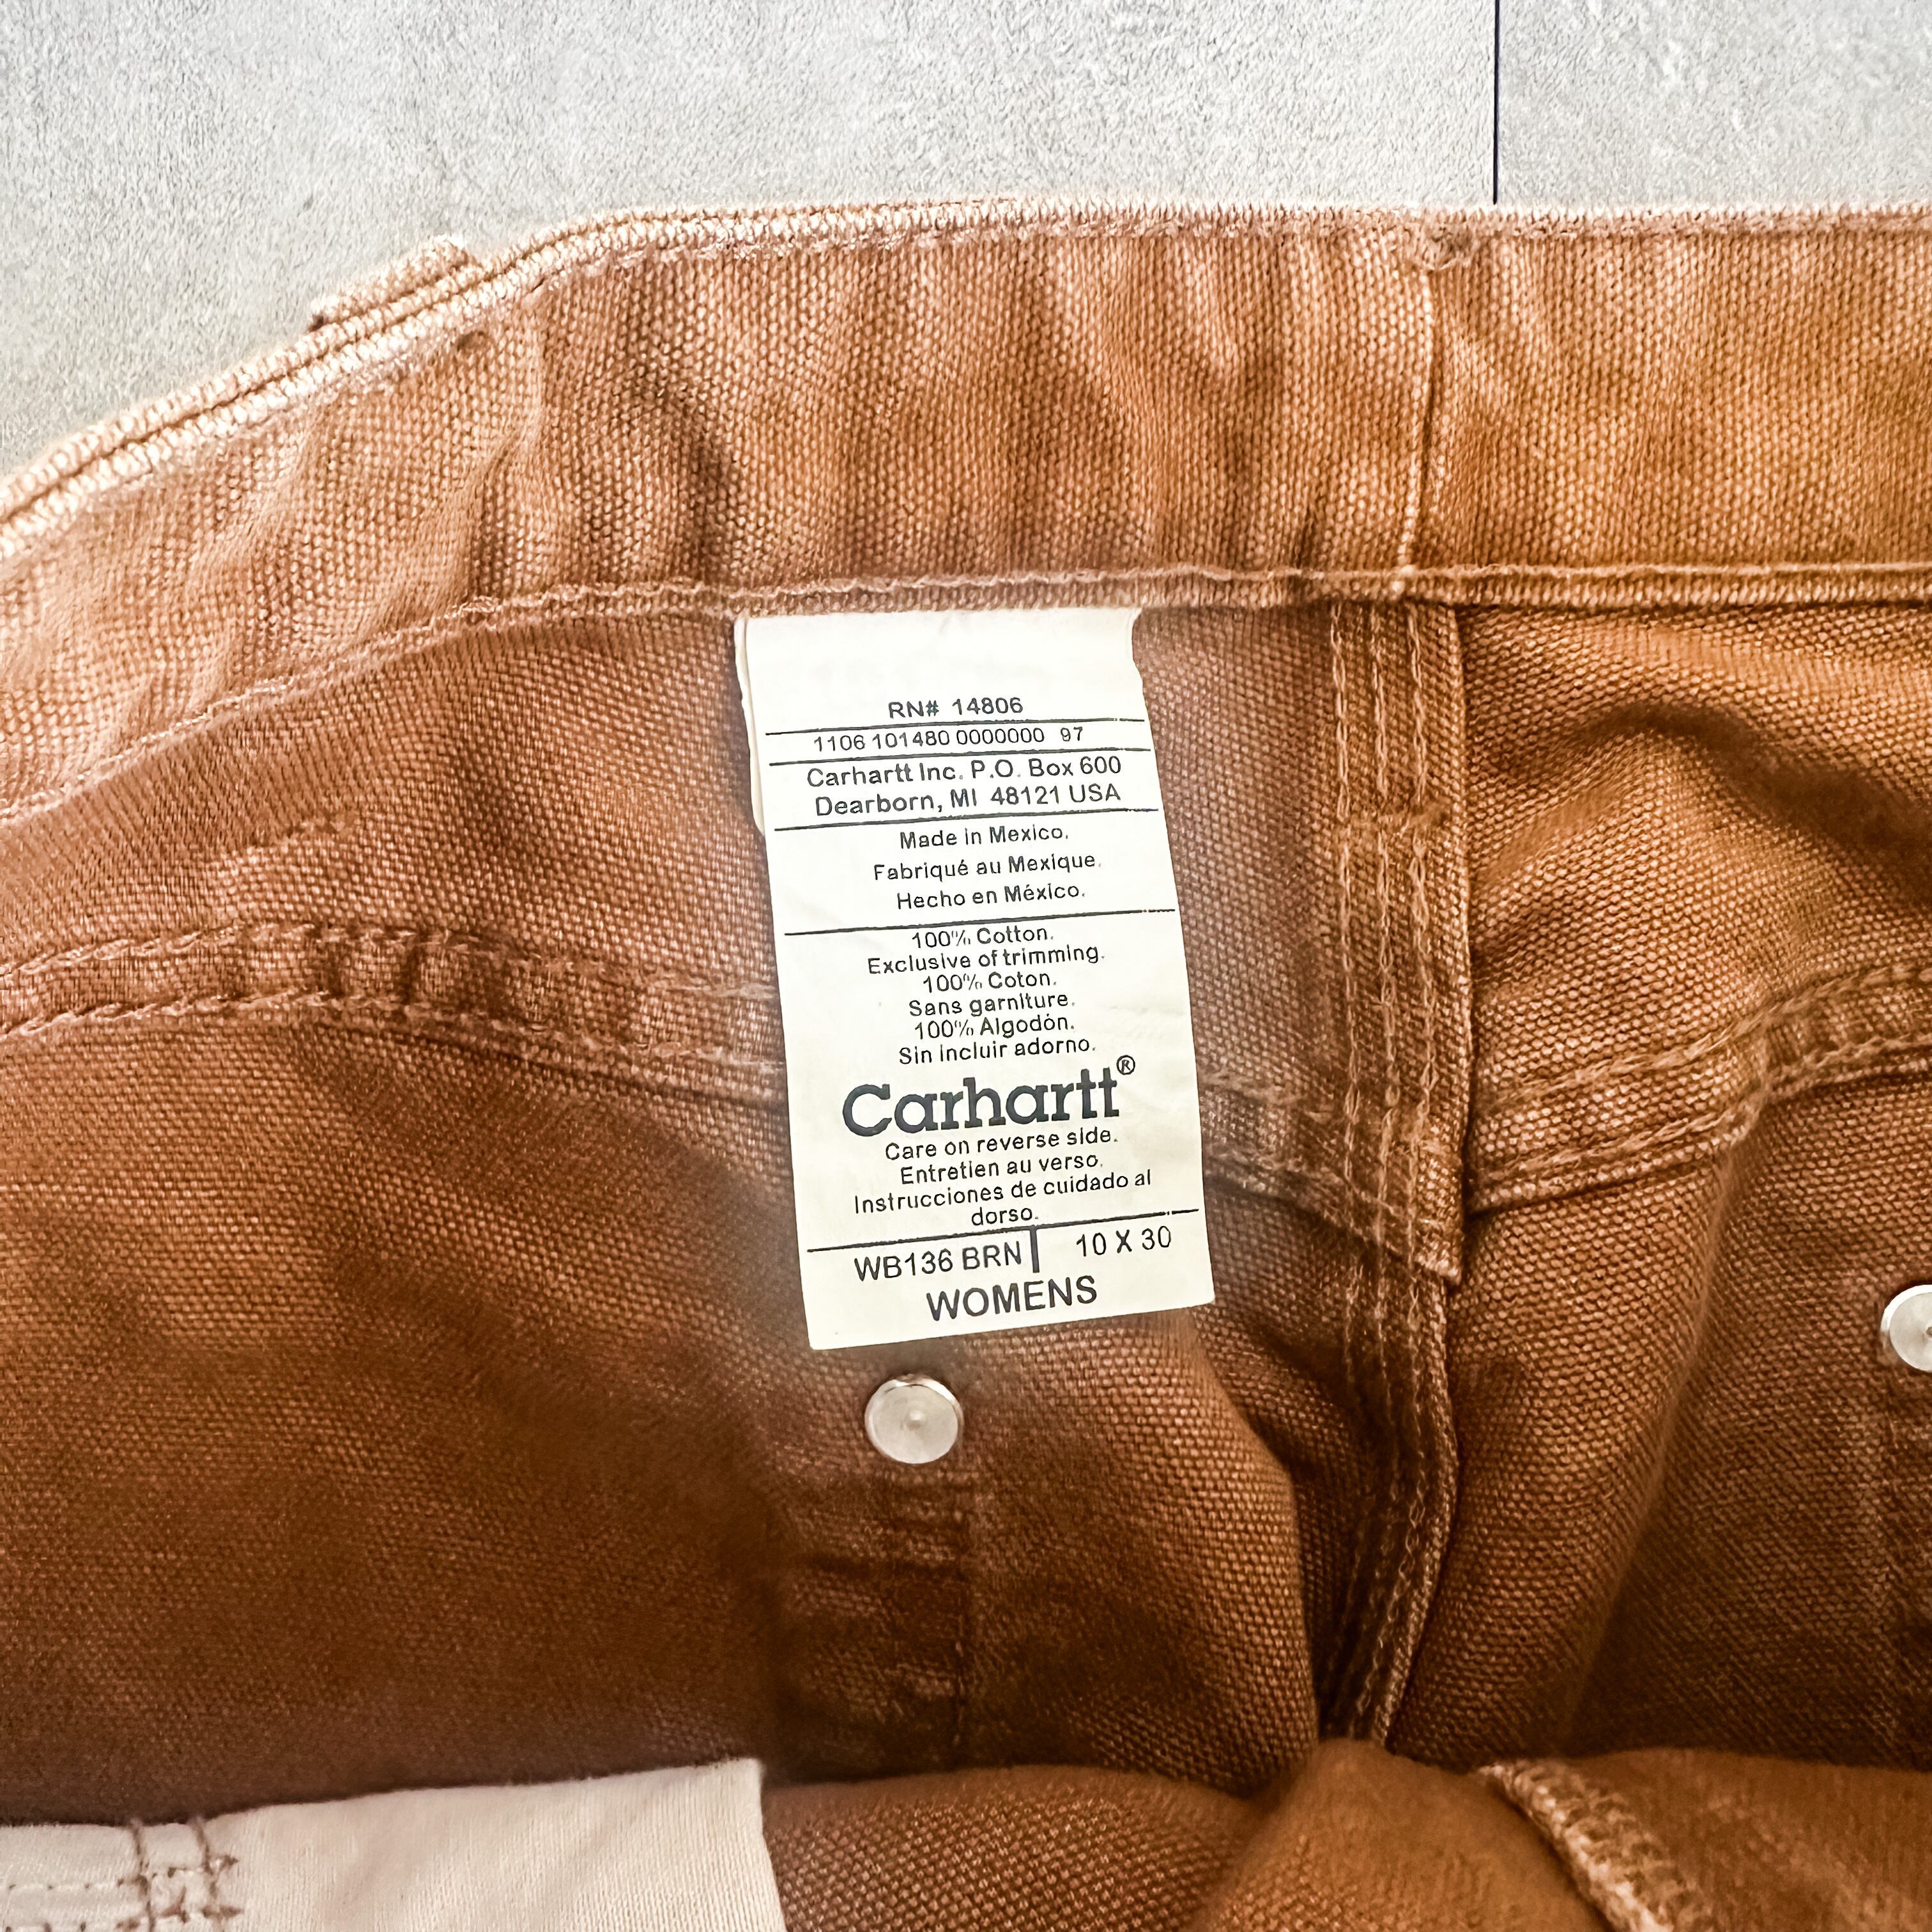 RN# 14806
1106 101480 0000000 97
Carhartt Inc. P.O. Box 600
Dearborn, MI 48121 USA
Made in Mexico.
Fabriqué au Mexique.
Hecho en México.
100% Cotton.
Exclusive of trimming.
100% Coton.
Sans garniture.
100% Algodón.
Sin incluir adorno.
Carhartt®
Care on reverse side.
Entretien au verso.
Instrucciones de cuidado al
dorso.
WB136 BRN 10 X 30
WOMENS